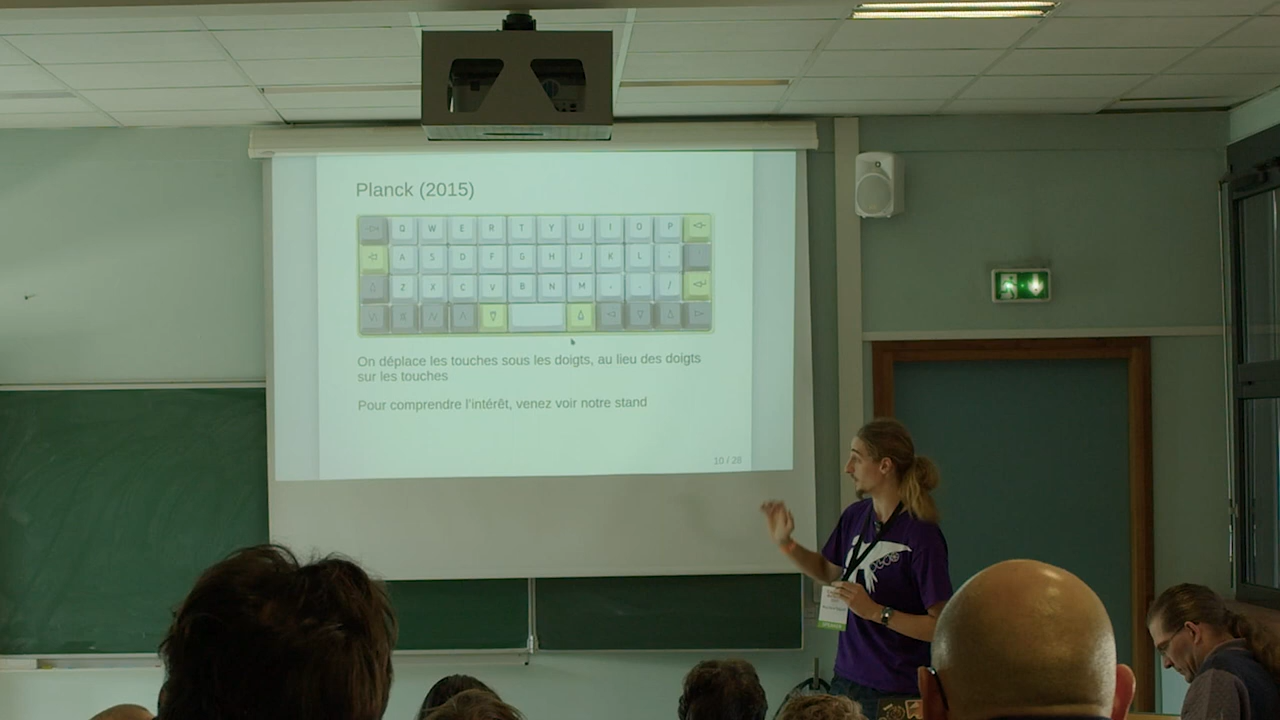 Planck (2015)
Q W E R T Y U I O P
A S D F G H J K L ;
Z X C V B N M , . /
On déplace les touches sous les doigts, au lieu des doigts
sur les touches
Pour comprendre l'intérêt, venez voir notre stand
10 / 28